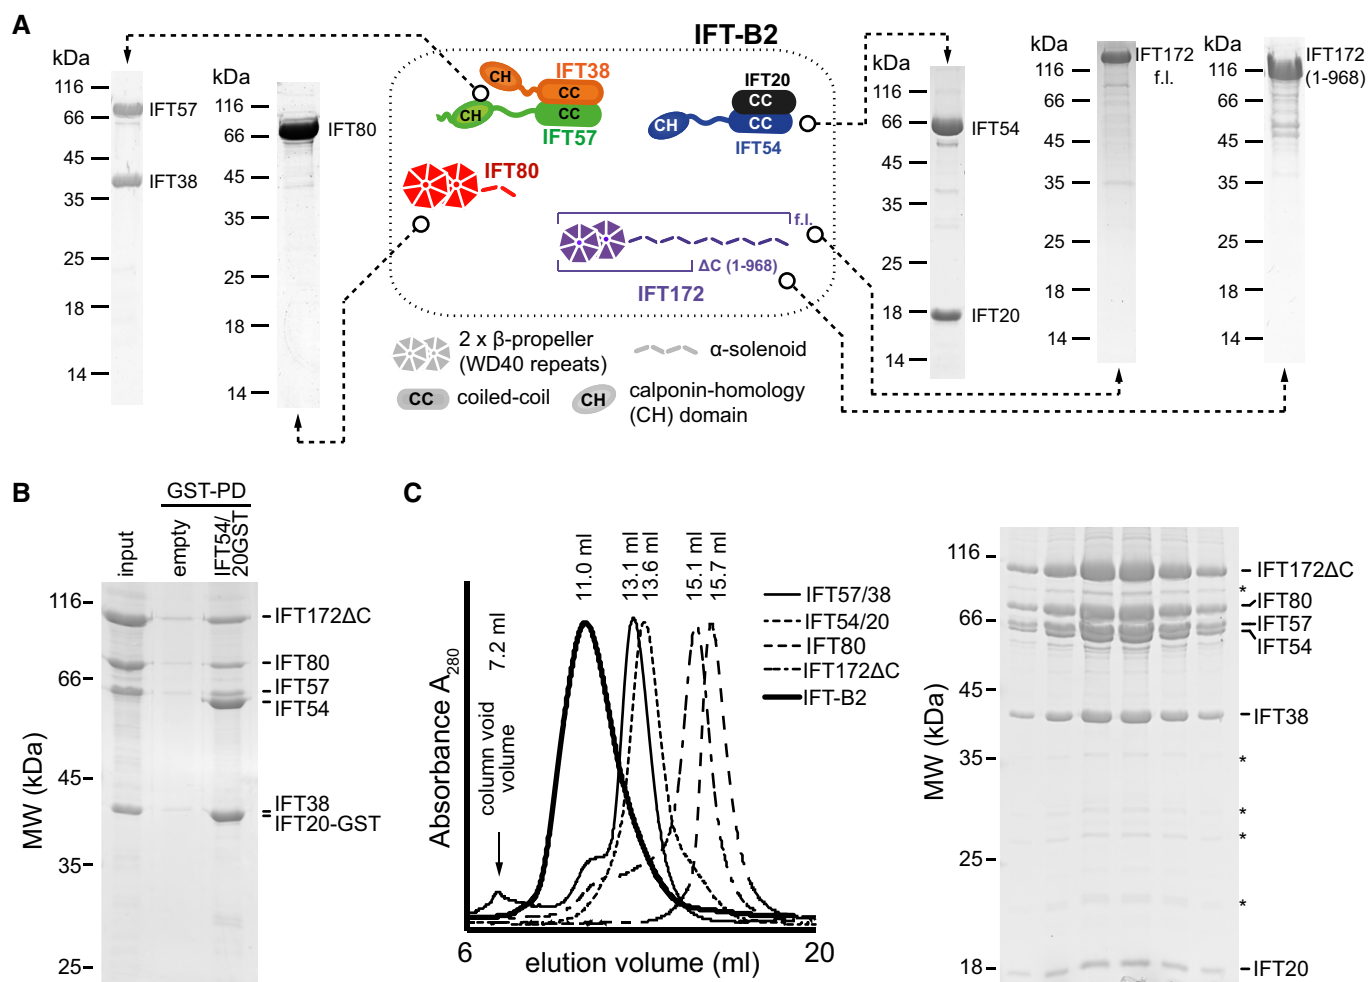 A
kDa
116
66
45
35
25
18
14
IFT57
IFT38
kDa
116
66
45
35
25
18
14
IFT80
IFT-B2
CH
IFT38
CC
CH
CC
IFT57
IFT20
CC
CH
CC
IFT54
IFT80
f.l.
ΔC (1-968)
IFT172
2 x β-propeller
(WD40 repeats)
α-solenoid
CC
coiled-coil
CH
calponin-homology
(CH) domain
kDa
116
66
45
35
25
18
14
IFT54
IFT20
kDa
116
66
45
35
25
18
14
IFT172
f.l.
kDa
116
66
45
35
25
18
14
IFT172
(1-968)
B
GST-PD
input
empty
IFT54/
20GST
MW (kDa)
116
66
45
35
25
IFT172ΔC
IFT80
IFT57
IFT54
IFT38
IFT20-GST
C
Absorbance A280
column void
volume
7.2 ml
11.0 ml
13.1 ml
13.6 ml
15.1 ml
15.7 ml
IFT57/38
IFT54/20
IFT80
IFT172ΔC
IFT-B2
6
20
elution volume (ml)
MW (kDa)
116
66
45
35
25
18
IFT172ΔC
*
IFT80
IFT57
IFT54
IFT38
*
*
*
*
IFT20